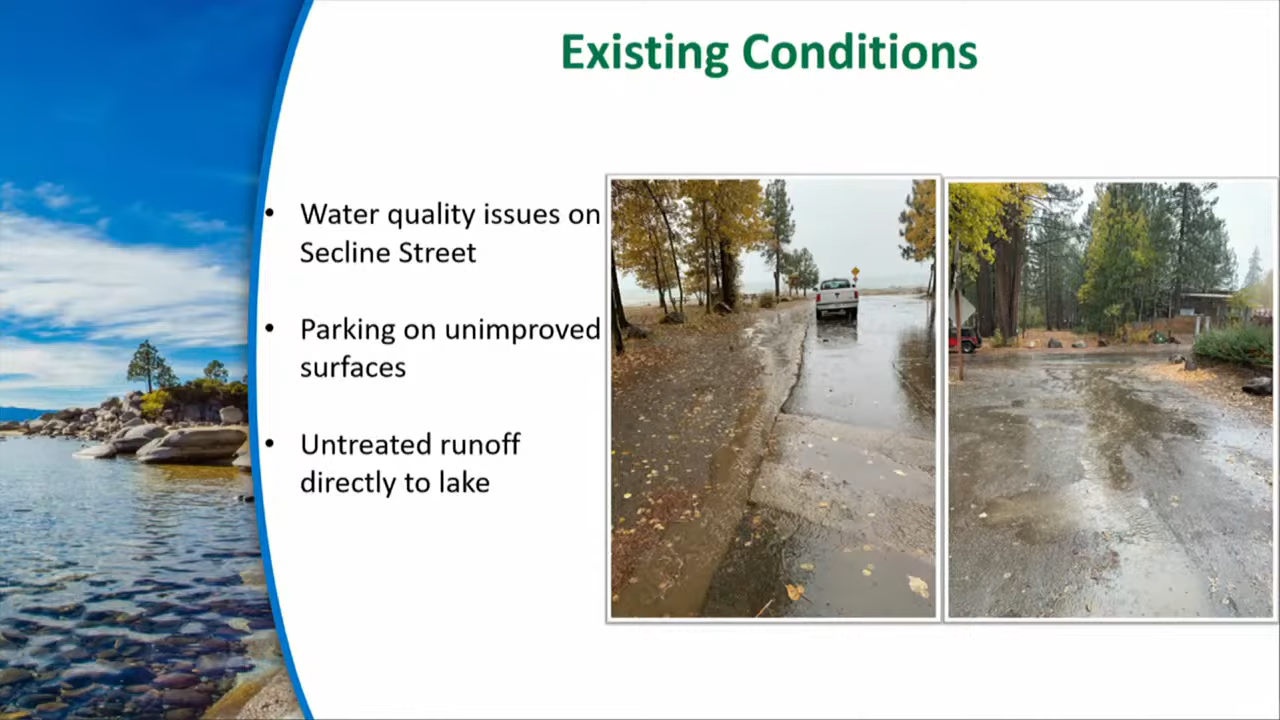 Existing Conditions
• Water quality issues on
Secline Street
• Parking on unimproved
surfaces
• Untreated runoff
directly to lake